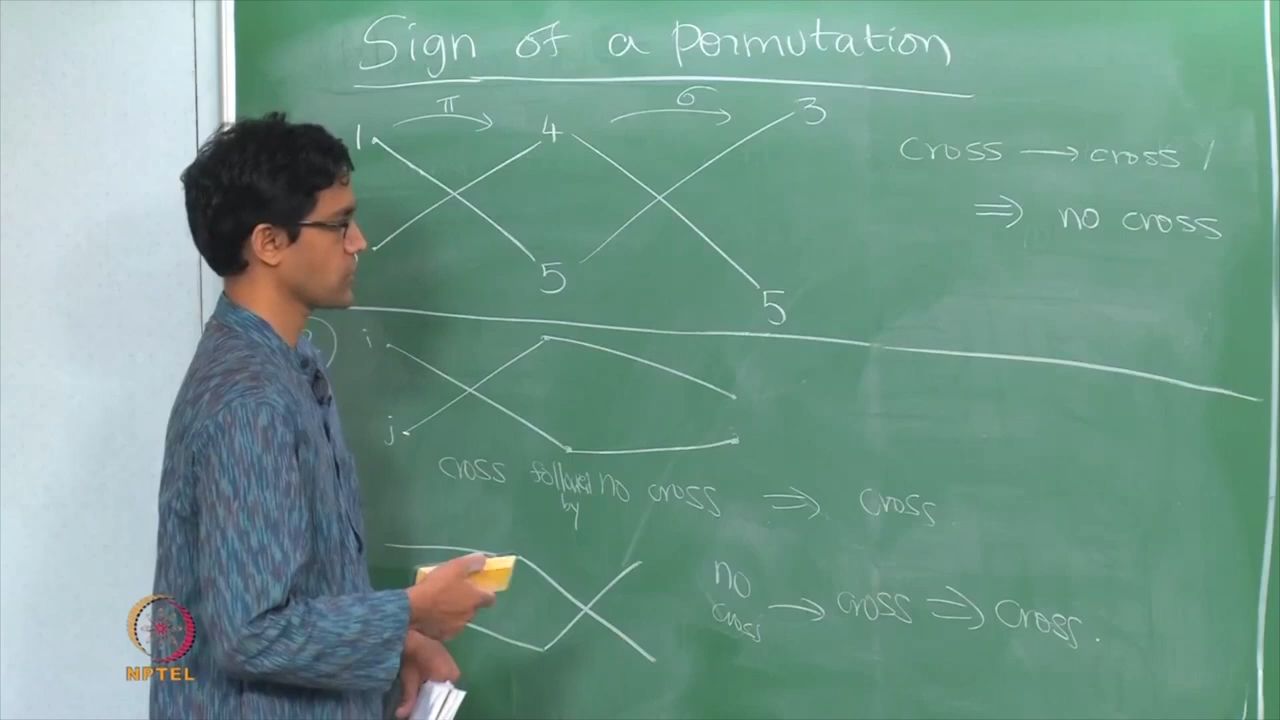 Sign of a permutation
π σ
1 4 3
5 5
cross → cross
⇒ no cross
i
j
cross followed by no cross ⇒ cross
no cross → cross ⇒ cross.
NPTEL